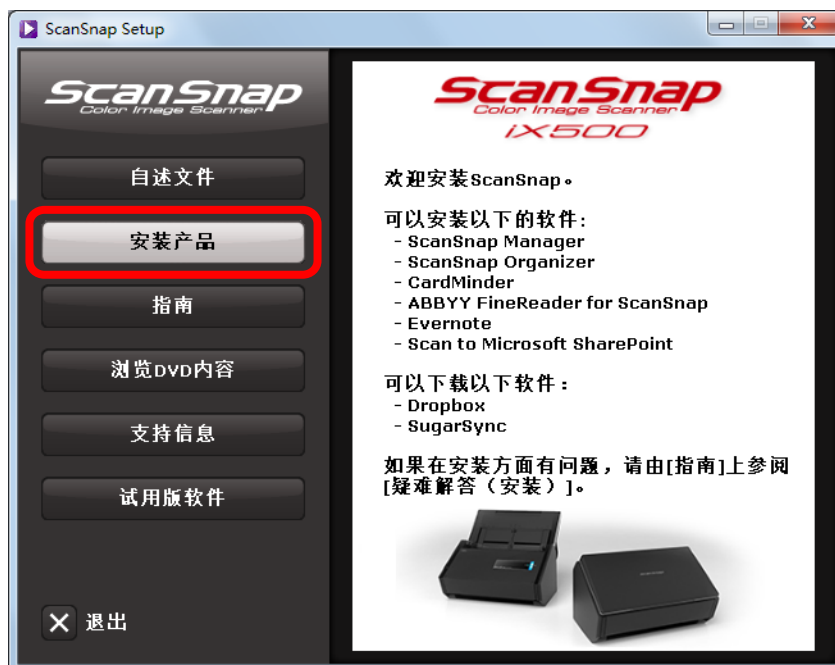 ScanSnap Setup
ScanSnap
Color Image Scanner
自述文件
安装产品
指南
浏览DVD内容
支持信息
试用版软件
退出
ScanSnap
Color Image Scanner
iX500
欢迎安装ScanSnap。
可以安装以下的软件:
- ScanSnap Manager
- ScanSnap Organizer
- CardMinder
- ABBYY FineReader for ScanSnap
- Evernote
- Scan to Microsoft SharePoint
可以下载以下软件：
- Dropbox
- SugarSync
如果在安装方面有问题，请由[指南]上参阅
[疑难解答（安装）]。